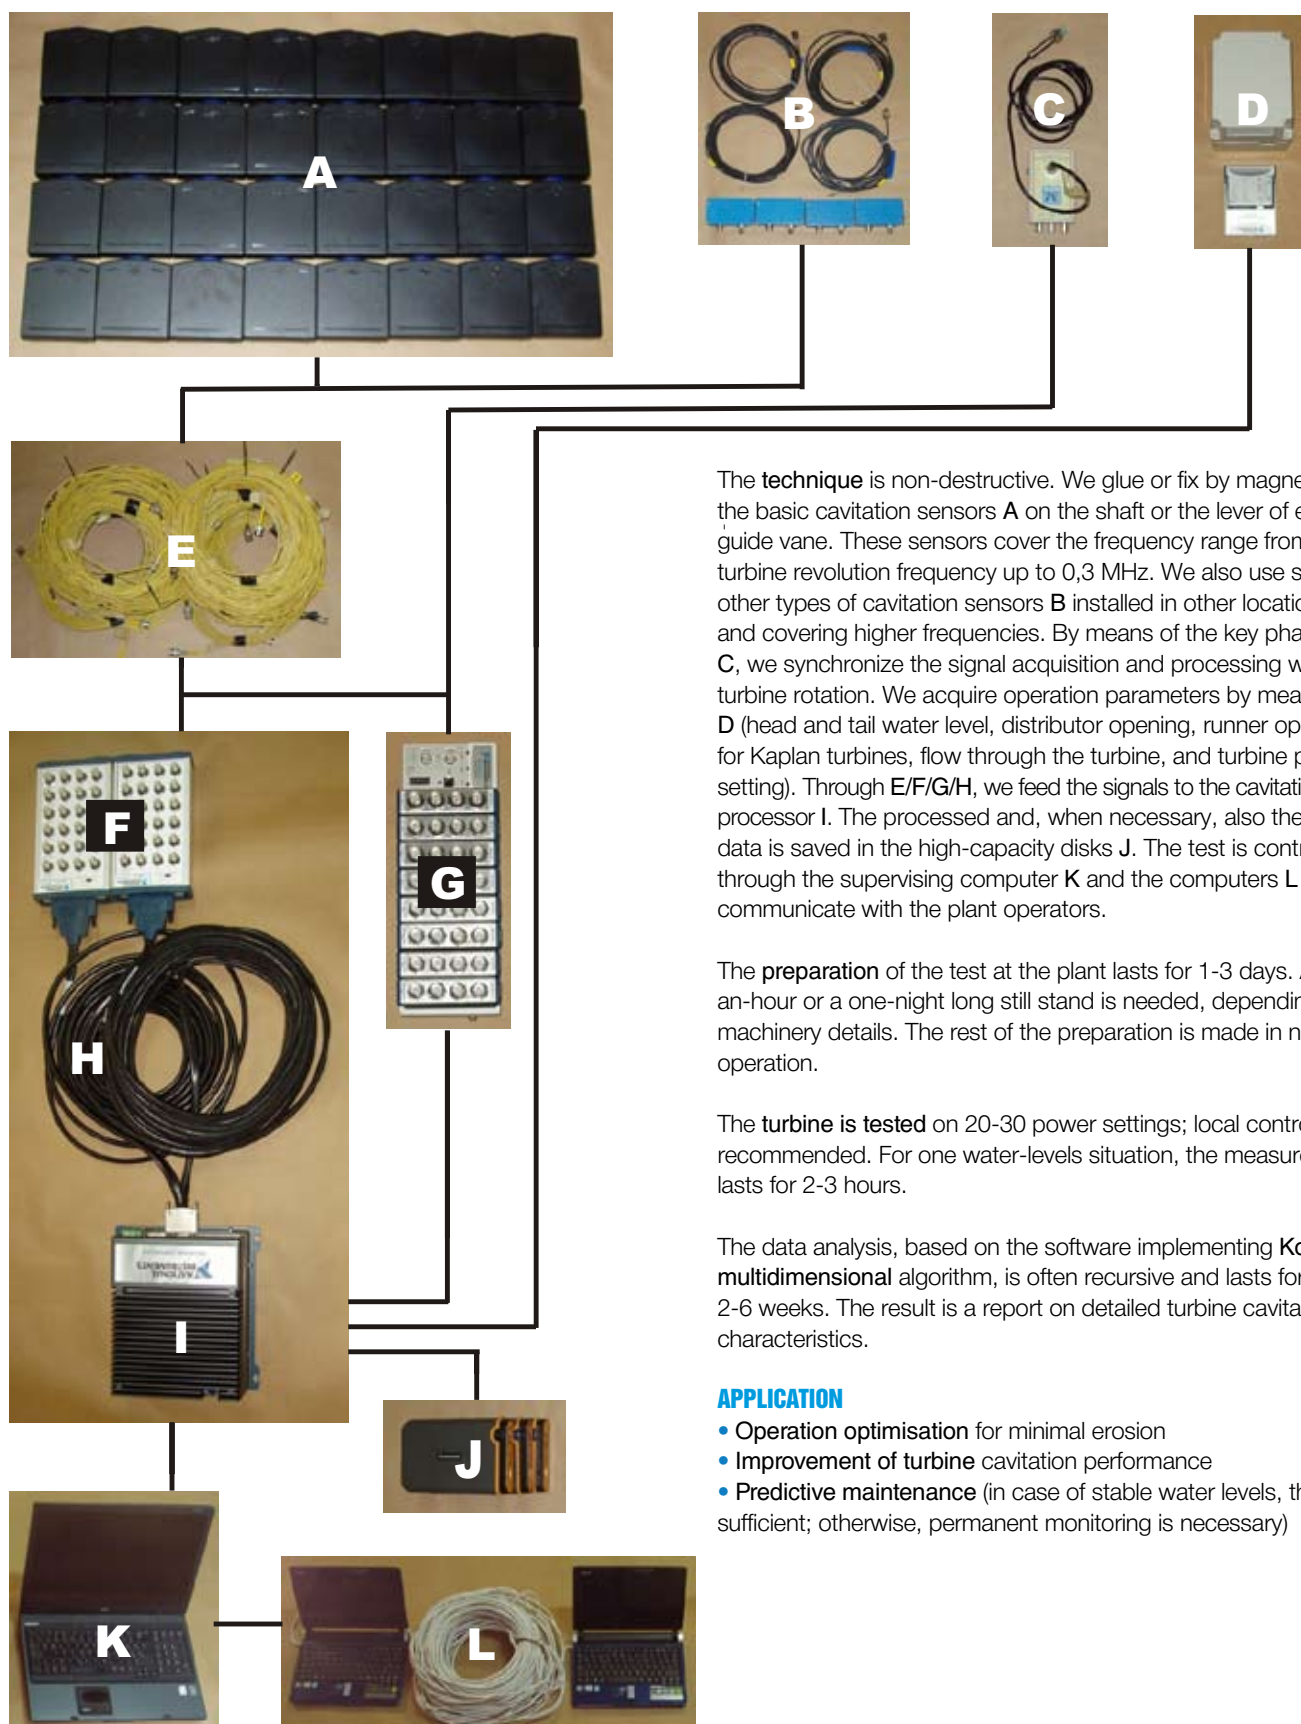 A
B
C
D
E
F
G
H
I
J
K
L
NATIONAL
INSTRUMENTS
The technique is non-destructive. We glue or fix by magne
the basic cavitation sensors A on the shaft or the lever of e
guide vane. These sensors cover the frequency range from
turbine revolution frequency up to 0,3 MHz. We also use s
other types of cavitation sensors B installed in other locatio
and covering higher frequencies. By means of the key pha
C, we synchronize the signal acquisition and processing w
turbine rotation. We acquire operation parameters by mea
D (head and tail water level, distributor opening, runner op
for Kaplan turbines, flow through the turbine, and turbine p
setting). Through E/F/G/H, we feed the signals to the cavitati
processor I. The processed and, when necessary, also the
data is saved in the high-capacity disks J. The test is contr
through the supervising computer K and the computers L
communicate with the plant operators.
The preparation of the test at the plant lasts for 1-3 days.
an-hour or a one-night long still stand is needed, dependin
machinery details. The rest of the preparation is made in n
operation.
The turbine is tested on 20-30 power settings; local contr
recommended. For one water-levels situation, the measure
lasts for 2-3 hours.
The data analysis, based on the software implementing Ko
multidimensional algorithm, is often recursive and lasts for
2-6 weeks. The result is a report on detailed turbine cavita
characteristics.
APPLICATION
• Operation optimisation for minimal erosion
• Improvement of turbine cavitation performance
• Predictive maintenance (in case of stable water levels, th
sufficient; otherwise, permanent monitoring is necessary)